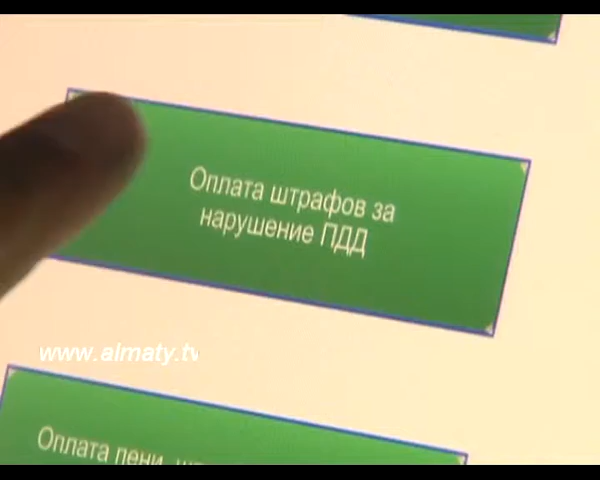 Оплата штрафов за
нарушение ПДД
www.almaty.tv
Оплата пени,